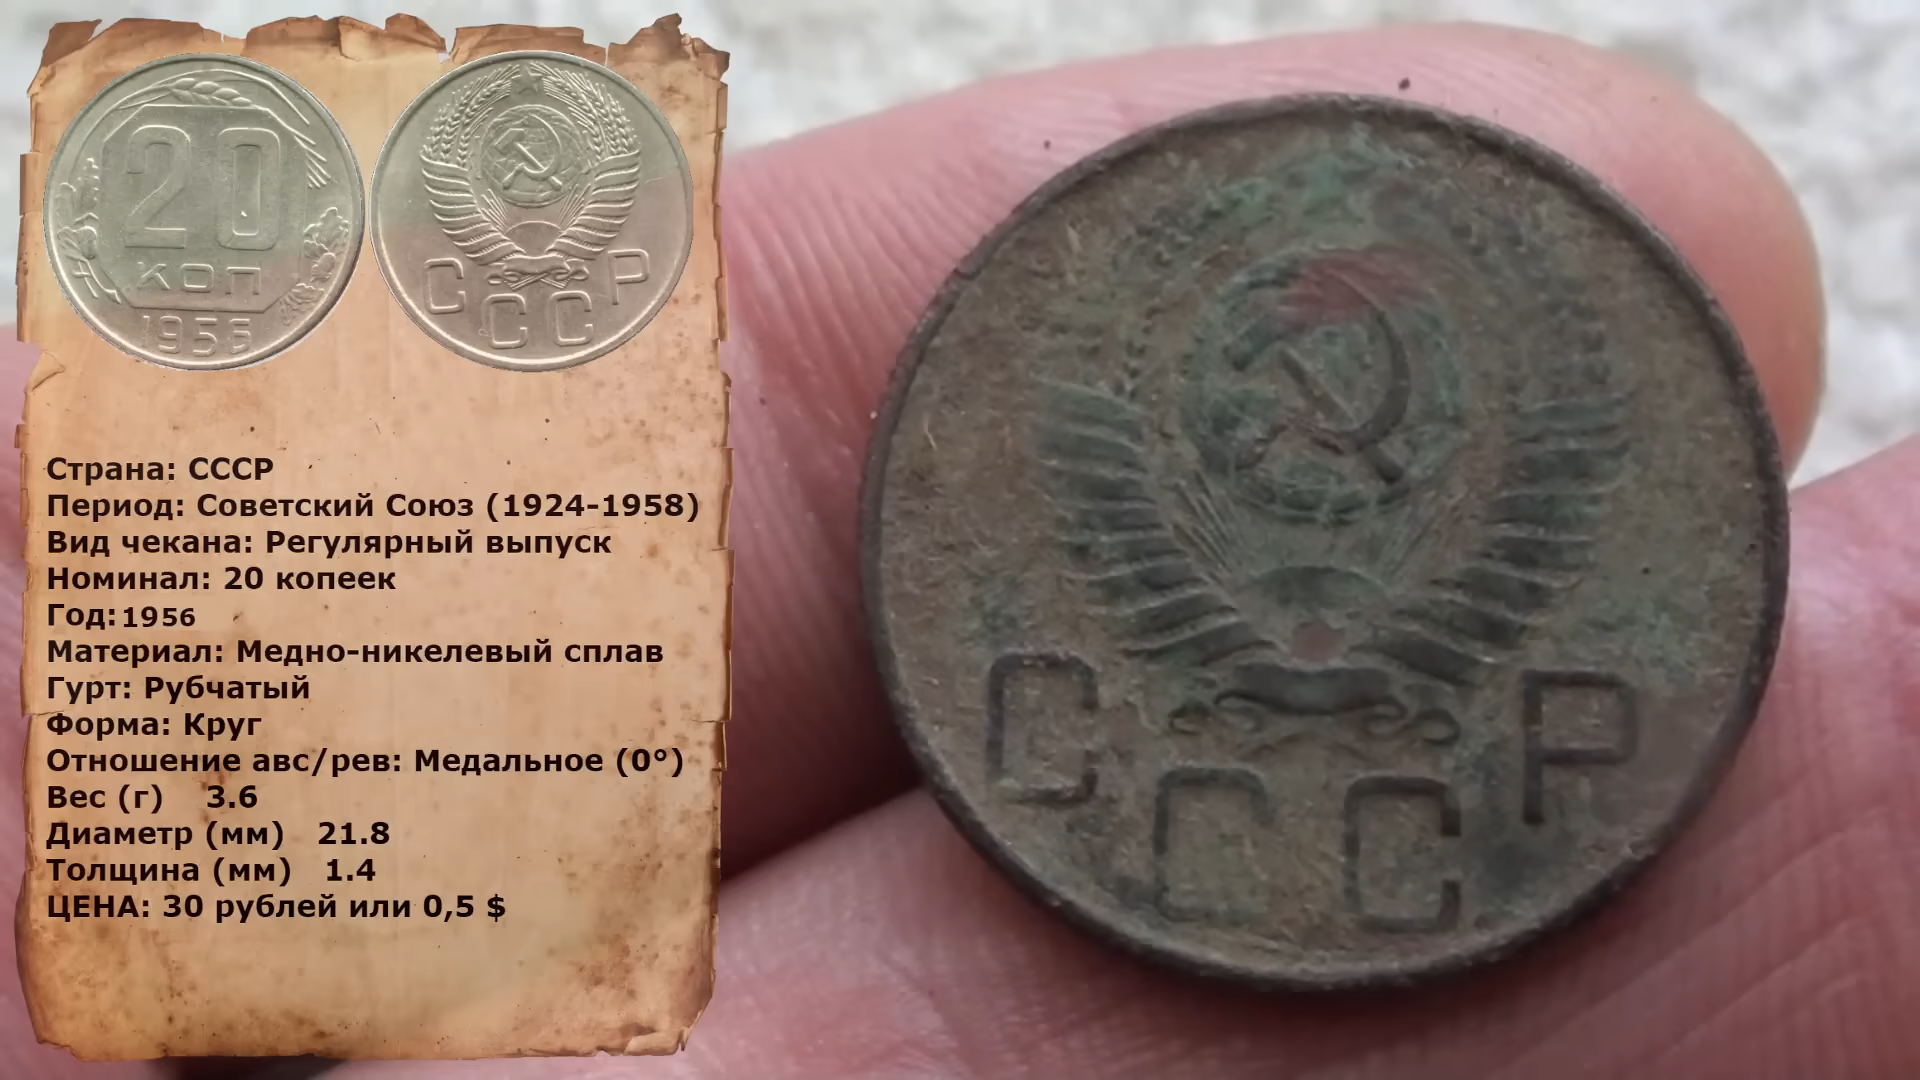 20
КОП
1956
СССР
Страна: СССР
Период: Советский Союз (1924-1958)
Вид чекана: Регулярный выпуск
Номинал: 20 копеек
Год: 1956
Материал: Медно-никелевый сплав
Гурт: Рубчатый
Форма: Круг
Отношение авс/рев: Медальное (0°)
Вес (г) 3.6
Диаметр (мм) 21.8
Толщина (мм) 1.4
ЦЕНА: 30 рублей или 0,5 $
СССР